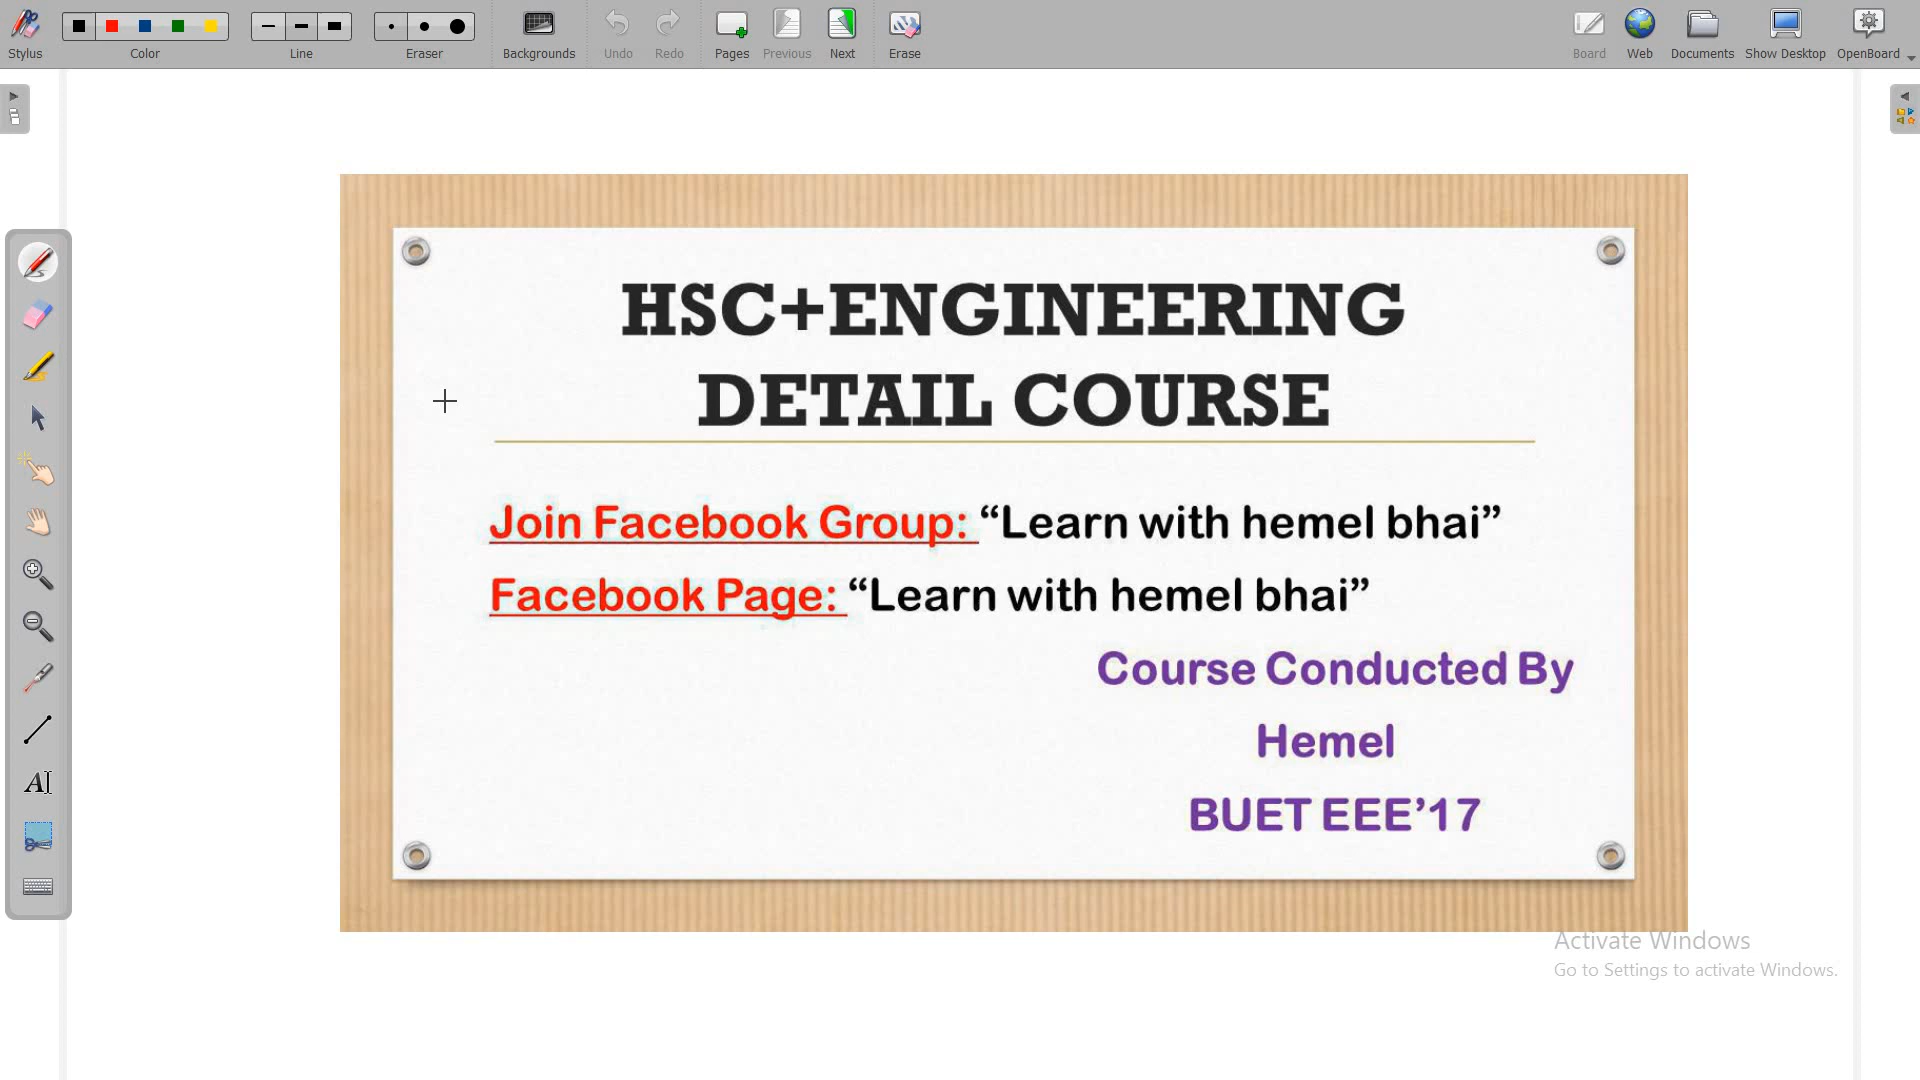 Stylus Color Line Eraser Backgrounds Undo Redo Pages Previous Next Erase Board Web Documents Show Desktop OpenBoard
HSC+ENGINEERING
DETAIL COURSE
Join Facebook Group: “Learn with hemel bhai”
Facebook Page: “Learn with hemel bhai”
Course Conducted By
Hemel
BUET EEE’17
AI
Activate Windows
Go to Settings to activate Windows.